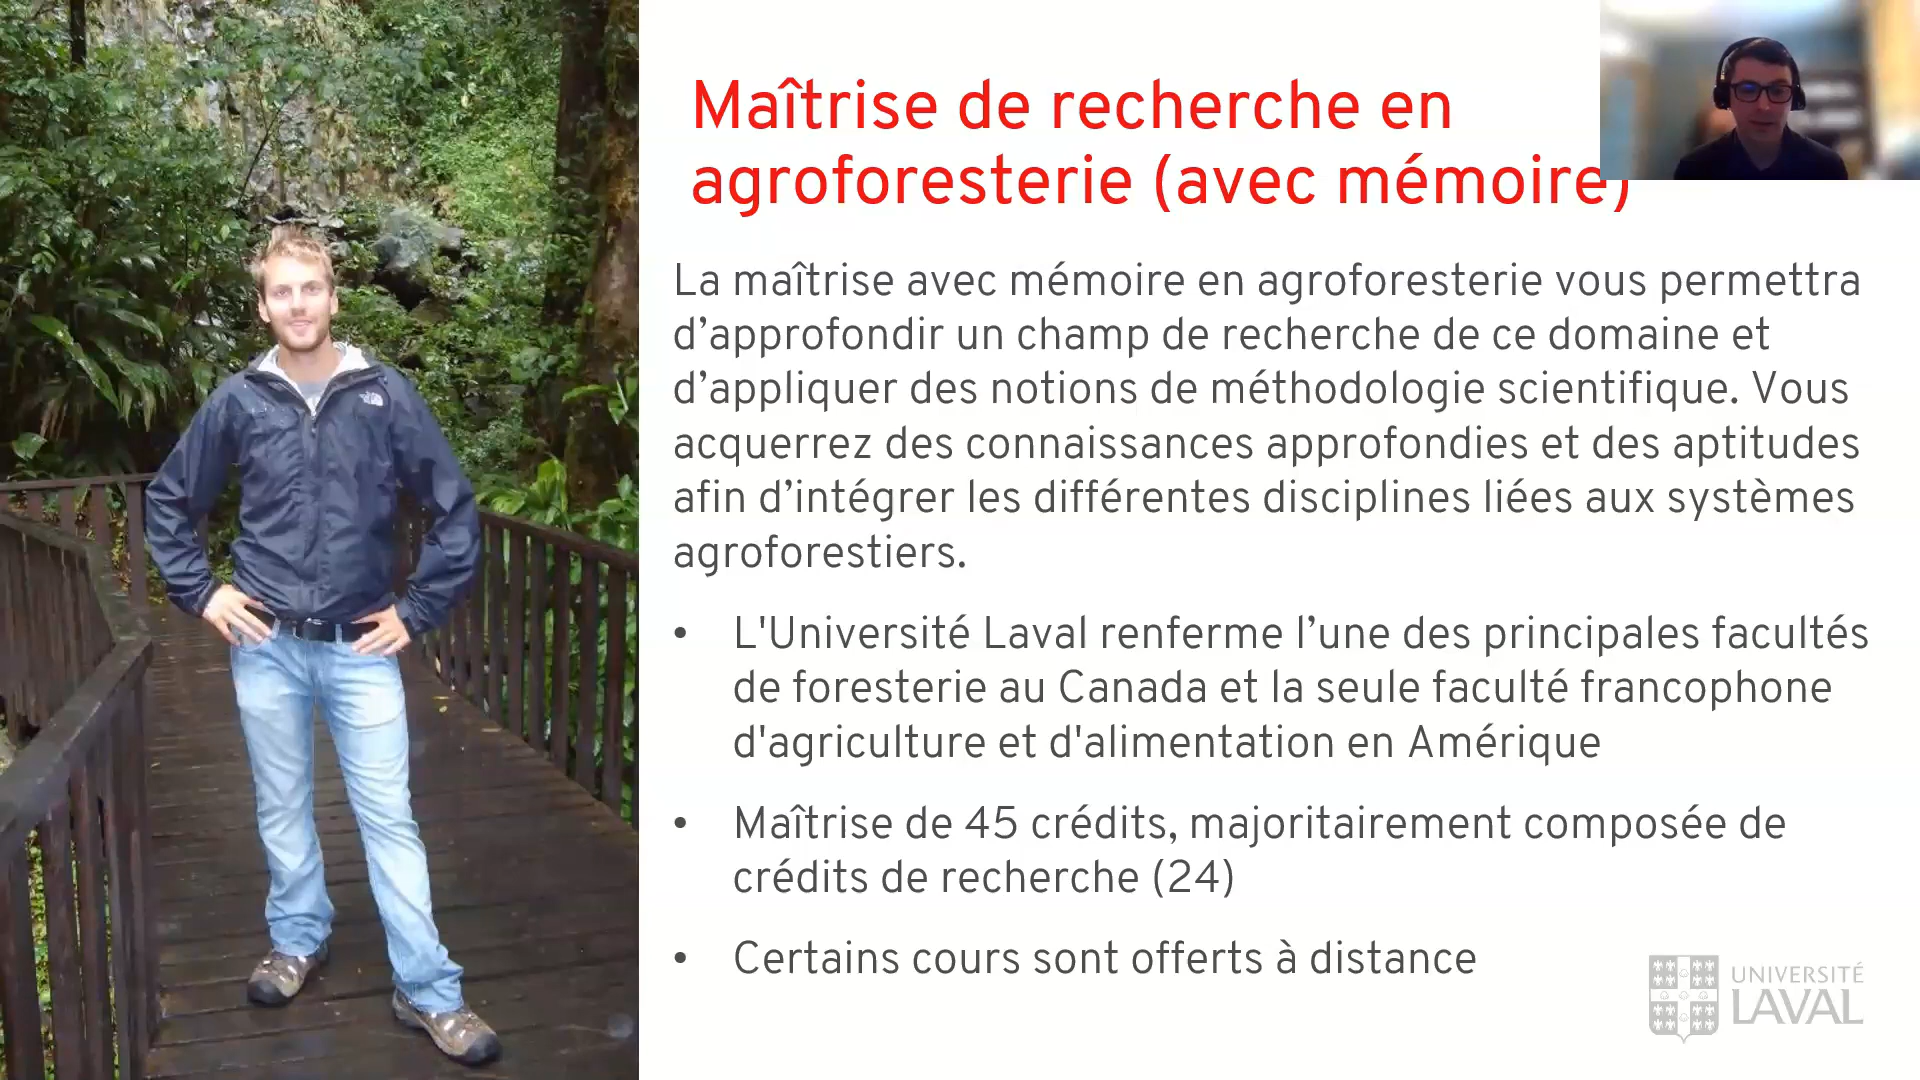 Maîtrise de recherche en
agroforesterie (avec mémoire)
La maîtrise avec mémoire en agroforesterie vous permettra
d’approfondir un champ de recherche de ce domaine et
d’appliquer des notions de méthodologie scientifique. Vous
acquerrez des connaissances approfondies et des aptitudes
afin d’intégrer les différentes disciplines liées aux systèmes
agroforestiers.
• L'Université Laval renferme l’une des principales facultés
de foresterie au Canada et la seule faculté francophone
d'agriculture et d'alimentation en Amérique
• Maîtrise de 45 crédits, majoritairement composée de
crédits de recherche (24)
• Certains cours sont offerts à distance
UNIVERSITÉ
LAVAL